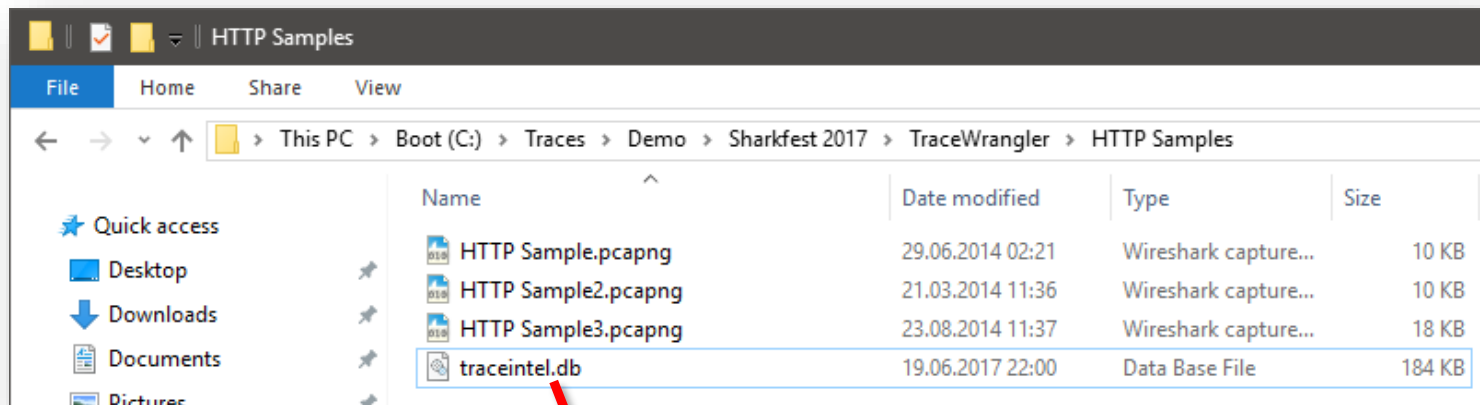 HTTP Samples
File Home Share View
This PC > Boot (C:) > Traces > Demo > Sharkfest 2017 > TraceWrangler > HTTP Samples
Name Date modified Type Size
Quick access
HTTP Sample.pcapng 29.06.2014 02:21 Wireshark capture... 10 KB
Desktop
HTTP Sample2.pcapng 21.03.2014 11:36 Wireshark capture... 10 KB
Downloads
HTTP Sample3.pcapng 23.08.2014 11:37 Wireshark capture... 18 KB
Documents
traceintel.db 19.06.2017 22:00 Data Base File 184 KB
Pictures